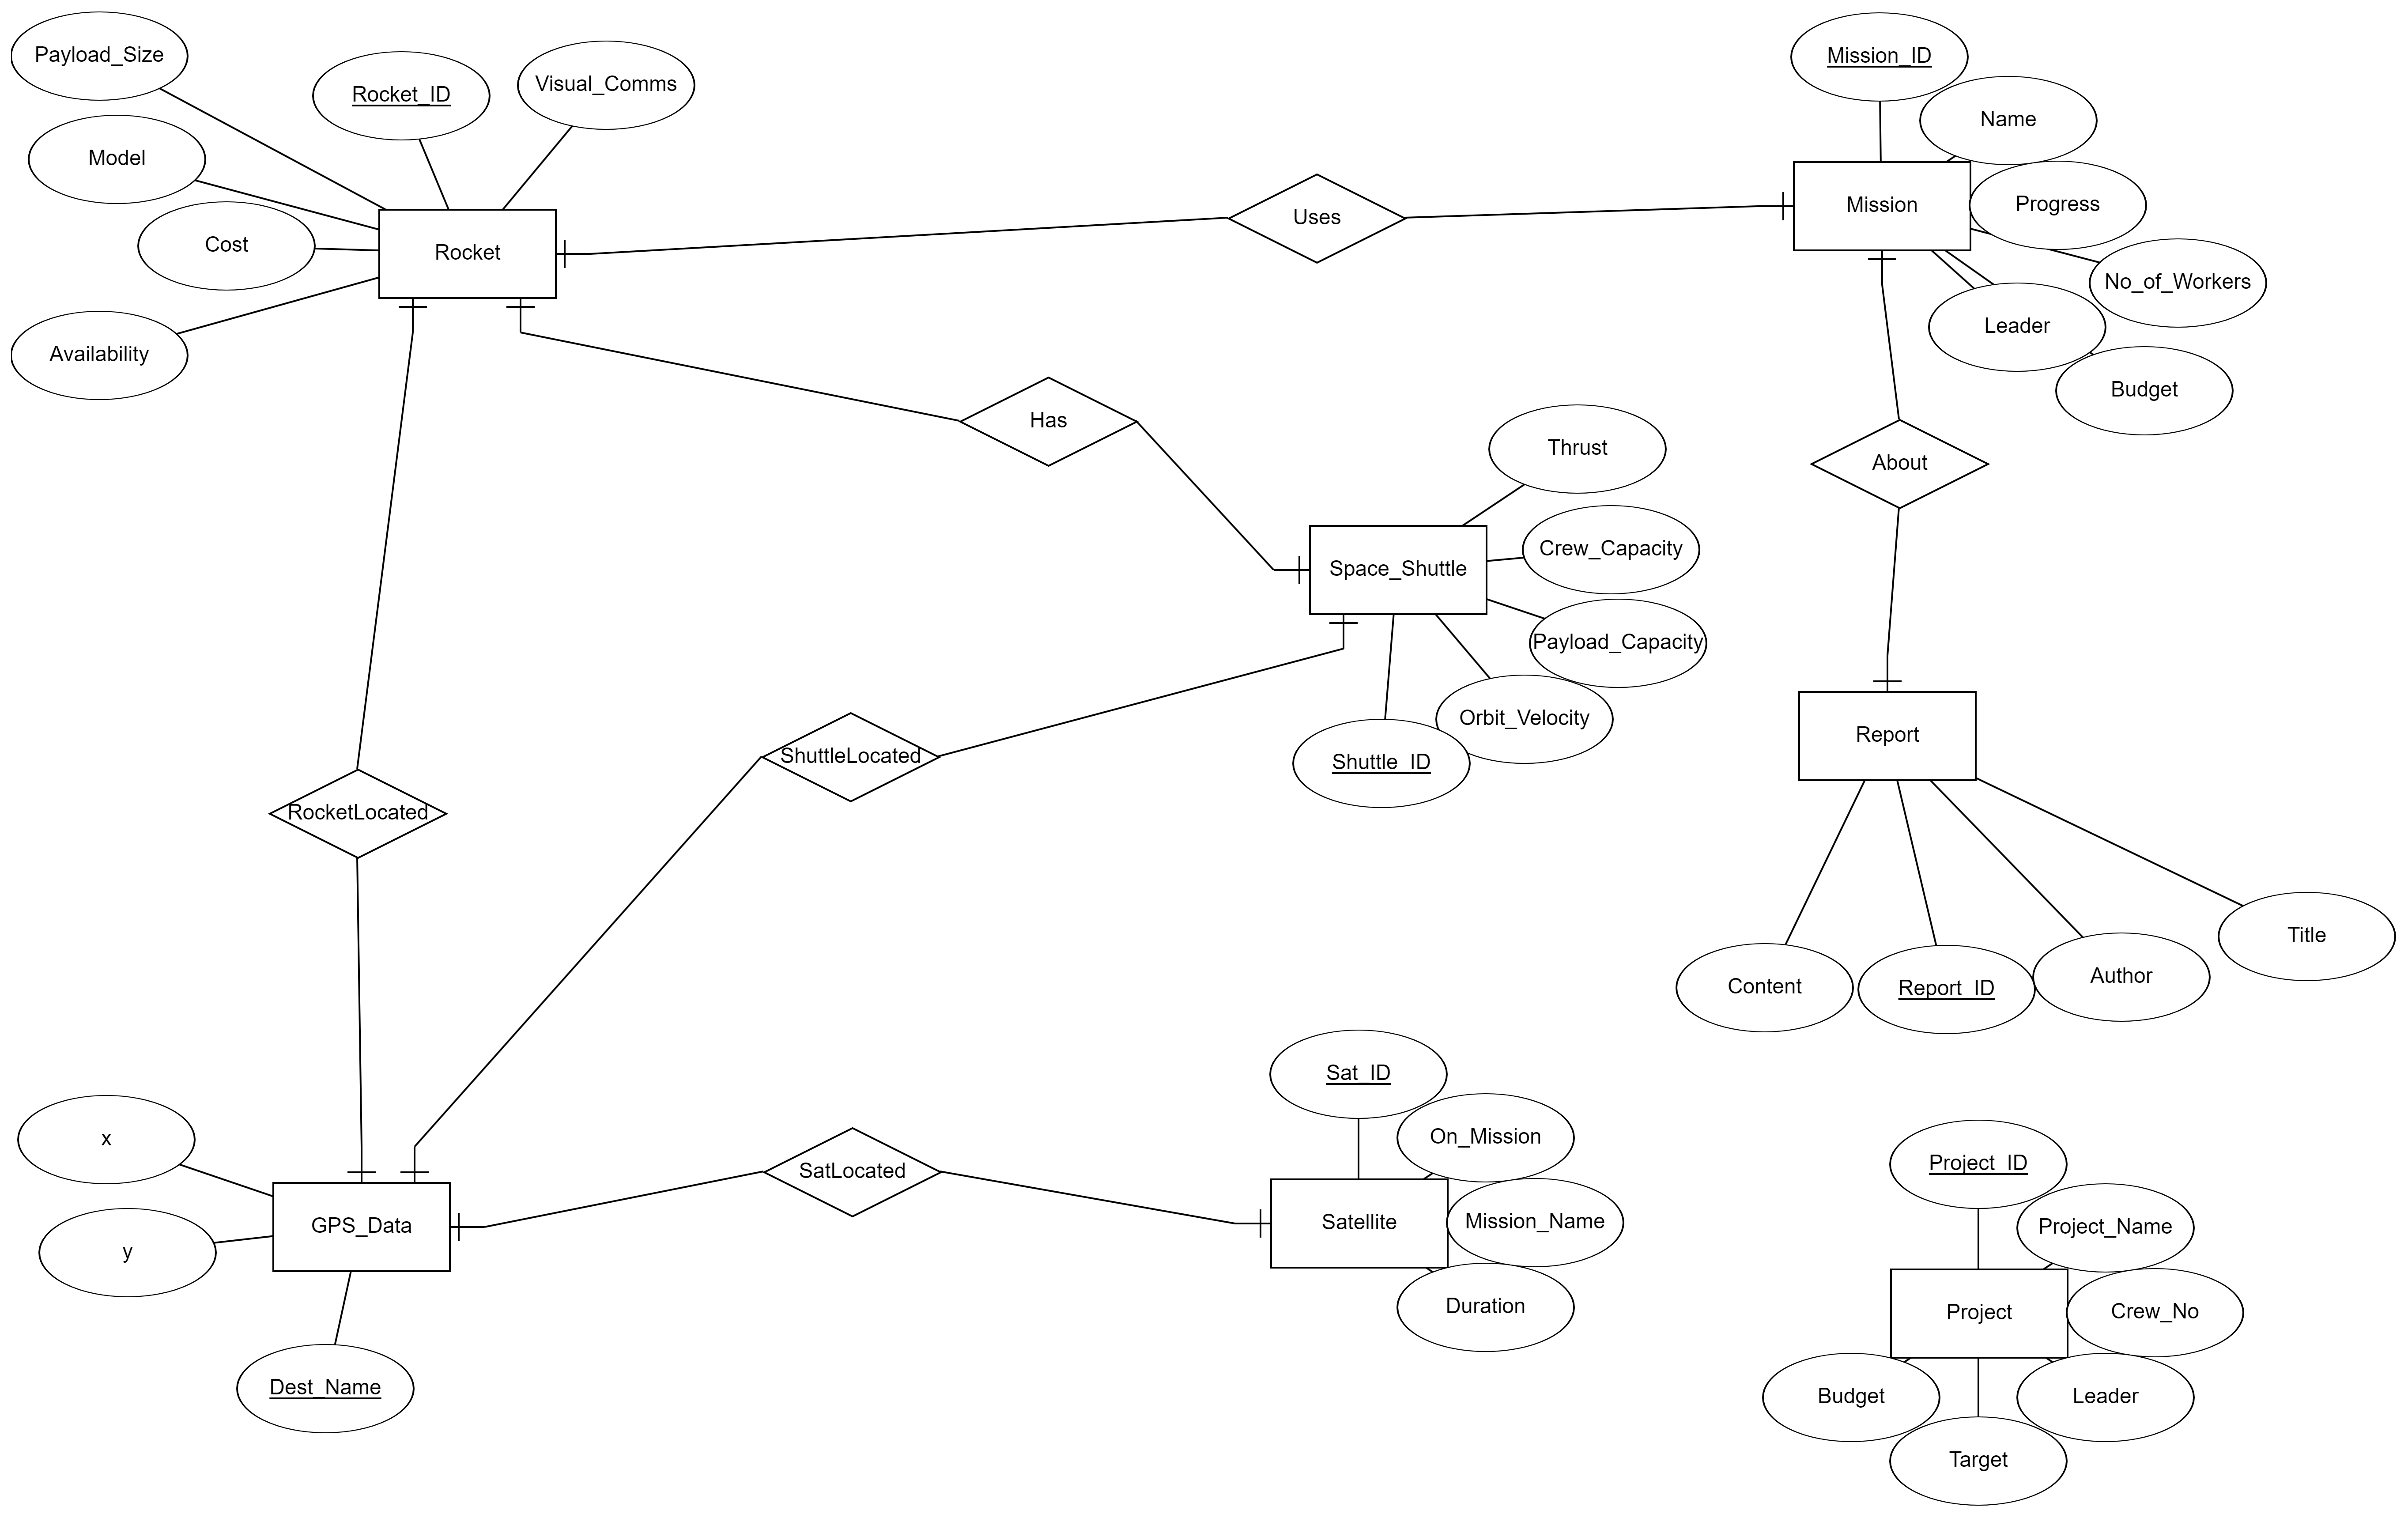 Payload_Size
Rocket_ID
Visual_Comms
Model
Cost
Rocket
Availability
Uses
Mission_ID
Name
Mission
Progress
No_of_Workers
Leader
Budget
Has
About
Thrust
Crew_Capacity
Space_Shuttle
Payload_Capacity
Orbit_Velocity
Shuttle_ID
ShuttleLocated
RocketLocated
Report
Content
Report_ID
Author
Title
x
y
GPS_Data
Dest_Name
SatLocated
Sat_ID
On_Mission
Satellite
Mission_Name
Duration
Project_ID
Project_Name
Project
Crew_No
Budget
Leader
Target